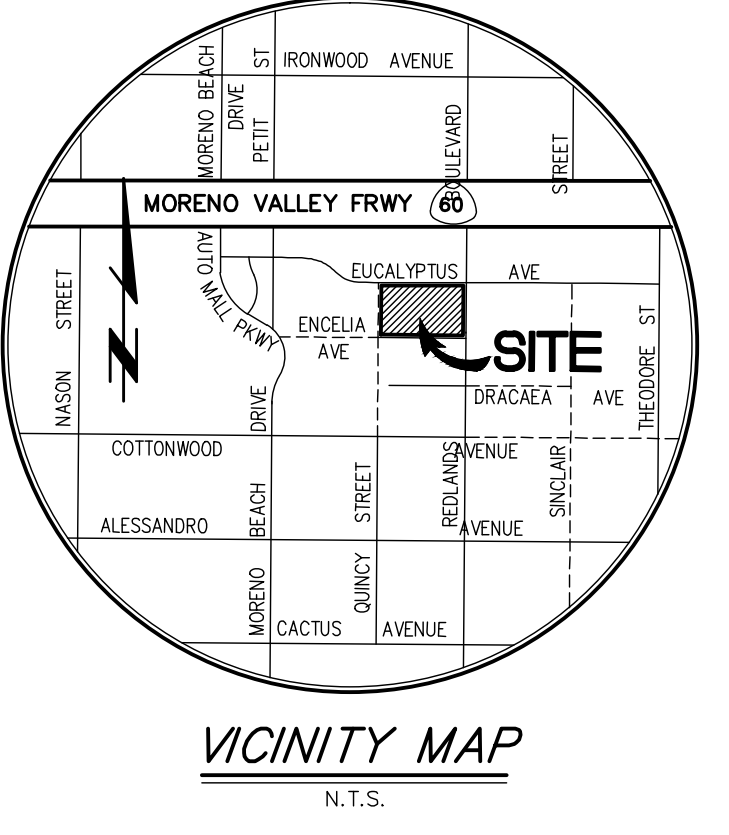 MORENO BEACH
DRIVE
PETIT ST
IRONWOOD AVENUE
BOULEVARD
STREET
MORENO VALLEY FRWY 60
AUTO
MALL PKWY
EUCALYPTUS AVE
NASON STREET
N
ENCELIA
AVE
SITE
THEODORE ST
DRACAEA AVE
COTTONWOOD AVENUE
ALESSANDRO AVENUE
MORENO BEACH DRIVE
QUINCY STREET
REDLANDS
SINCLAIR
CACTUS AVENUE
VICINITY MAP
N.T.S.